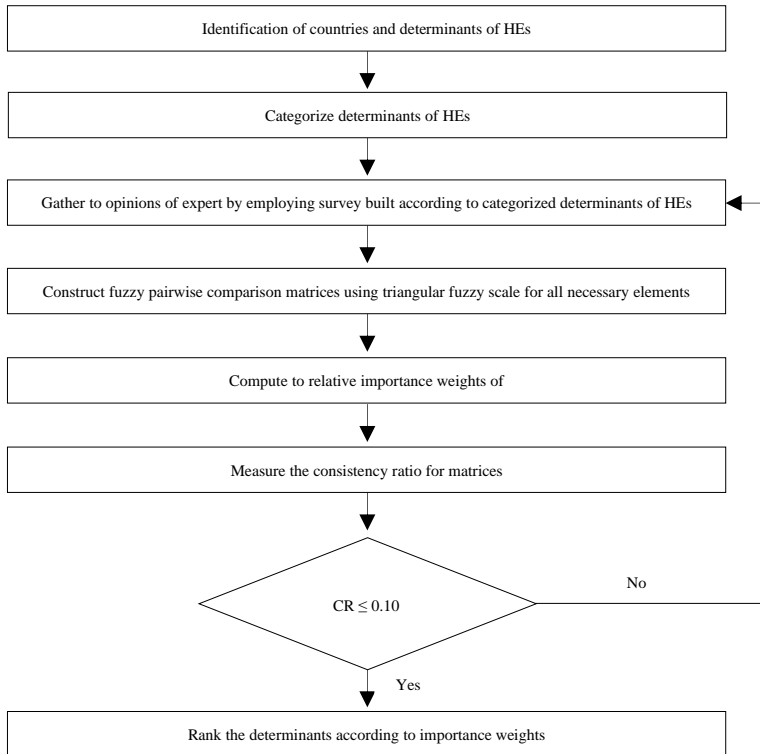 Identification of countries and determinants of HEs
Categorize determinants of HEs
Gather to opinions of expert by employing survey built according to categorized determinants of HEs
Construct fuzzy pairwise comparison matrices using triangular fuzzy scale for all necessary elements
Compute to relative importance weights of
Measure the consistency ratio for matrices
CR ≤ 0.10
No
Yes
Rank the determinants according to importance weights